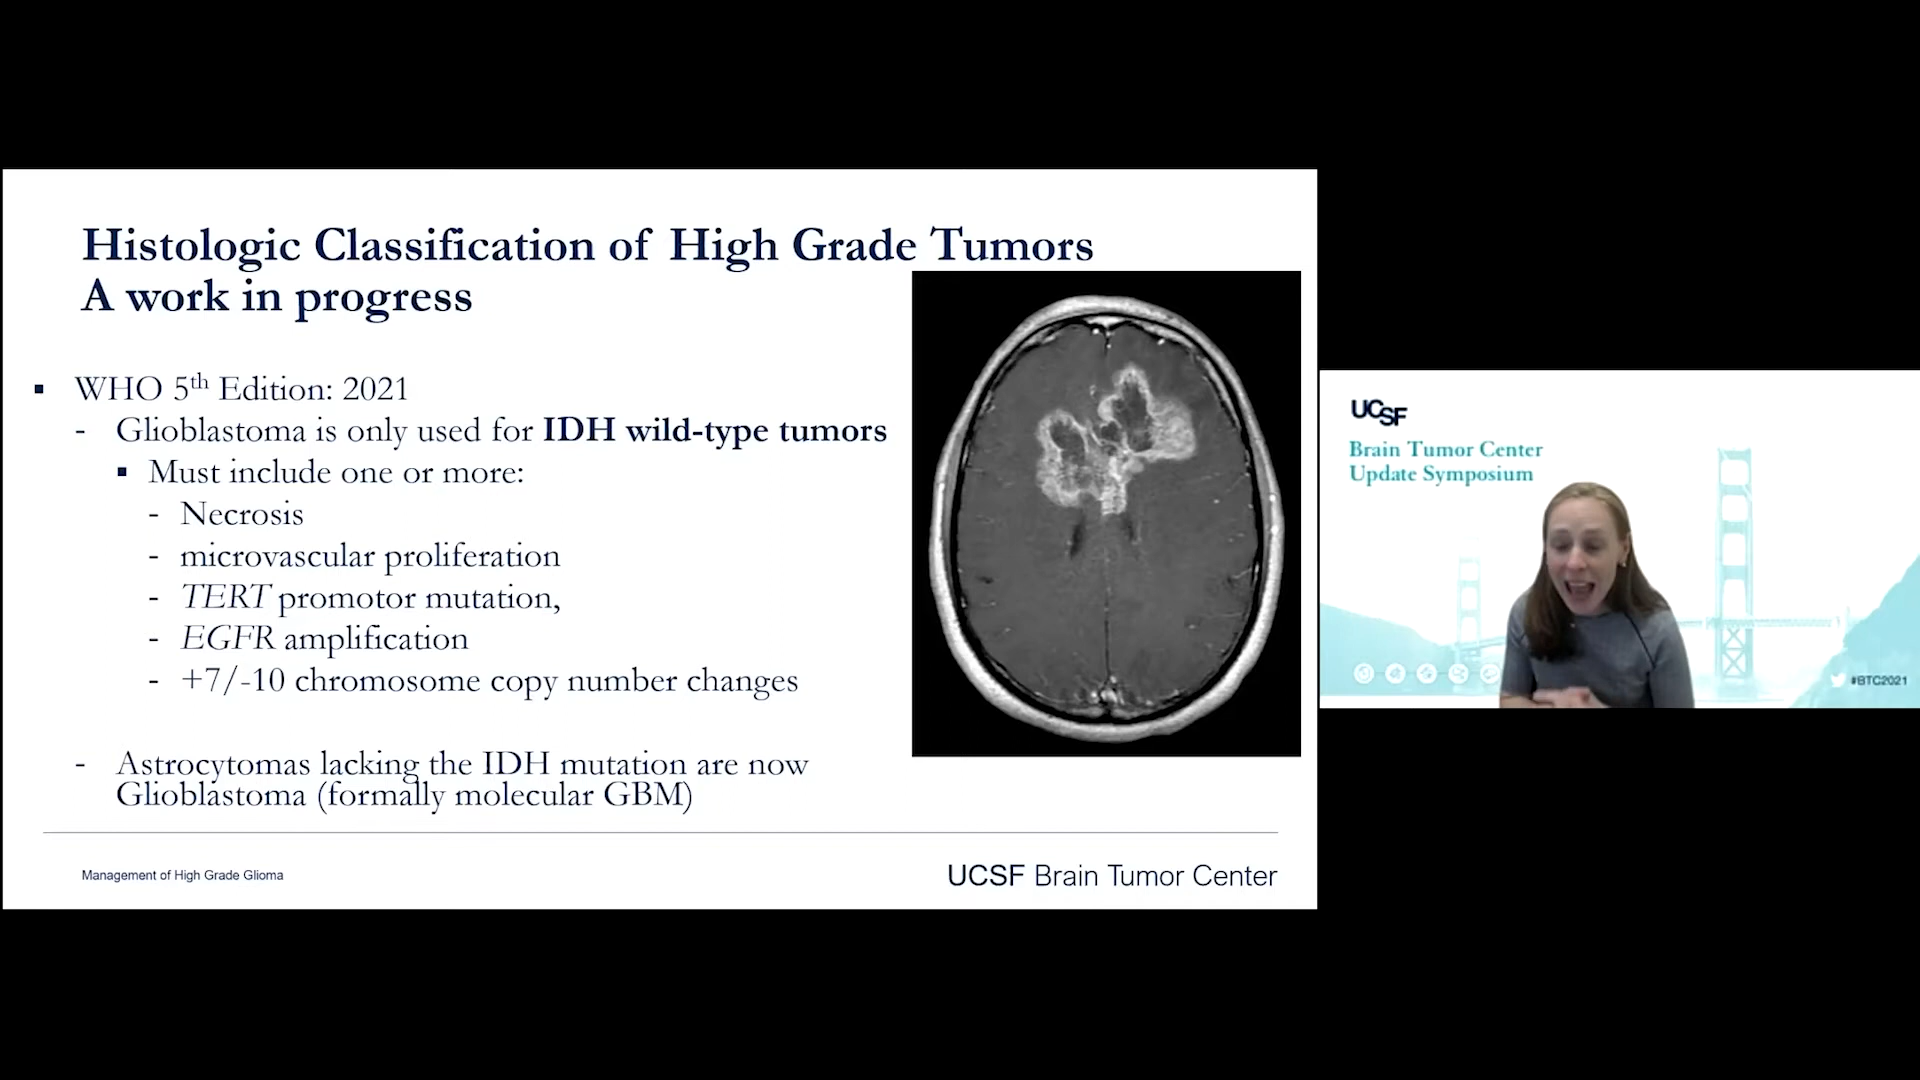 Histologic Classification of High Grade Tumors
A work in progress
▪ WHO 5th Edition: 2021
- Glioblastoma is only used for IDH wild-type tumors
▪ Must include one or more:
- Necrosis
- microvascular proliferation
- TERT promotor mutation,
- EGFR amplification
- +7/-10 chromosome copy number changes
- Astrocytomas lacking the IDH mutation are now
Glioblastoma (formally molecular GBM)
Management of High Grade Glioma
UCSF Brain Tumor Center
UCSF
Brain Tumor Center
Update Symposium
#BTC2021